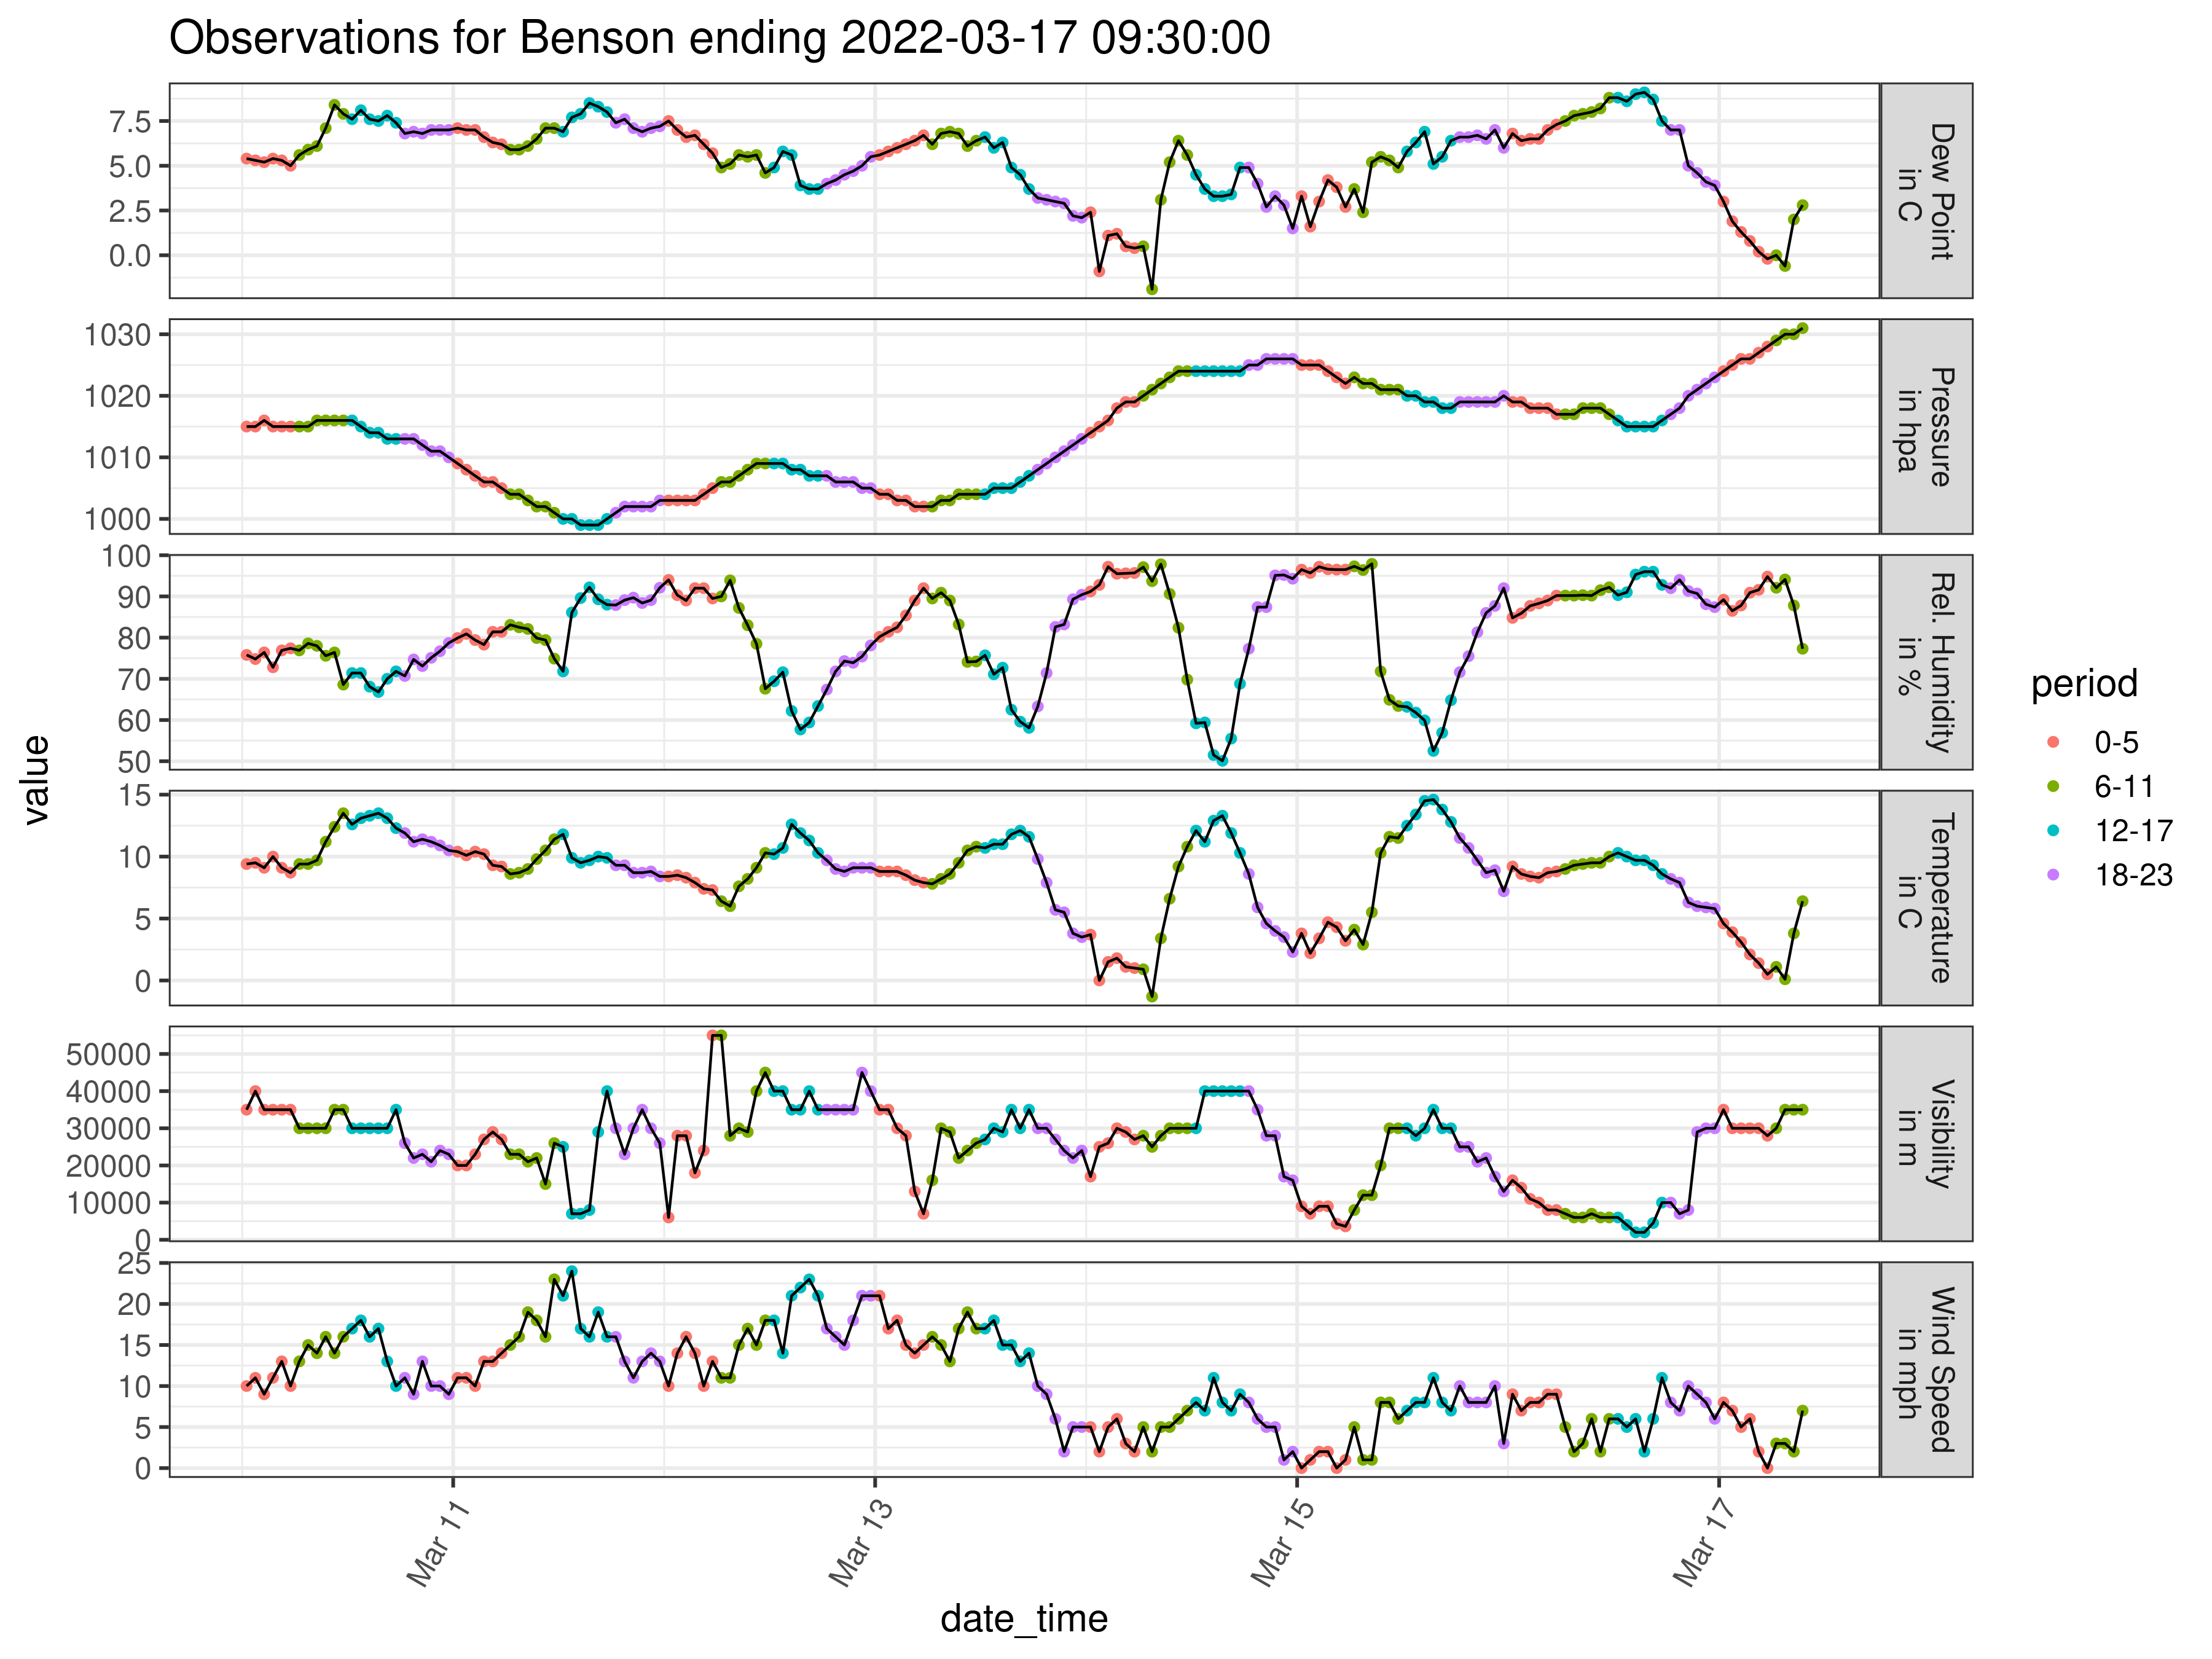 Observations for Benson ending 2022-03-17 09:30:00
value
7.5
5.0
2.5
0.0
Dew Point
in C
1030
1020
1010
1000
Pressure
in hpa
100
90
80
70
60
50
Rel. Humidity
in %
15
10
5
0
Temperature
in C
50000
40000
30000
20000
10000
0
Visibility
in m
25
20
15
10
5
0
Wind Speed
in mph
Mar 11
Mar 13
Mar 15
Mar 17
date_time
period
0-5
6-11
12-17
18-23